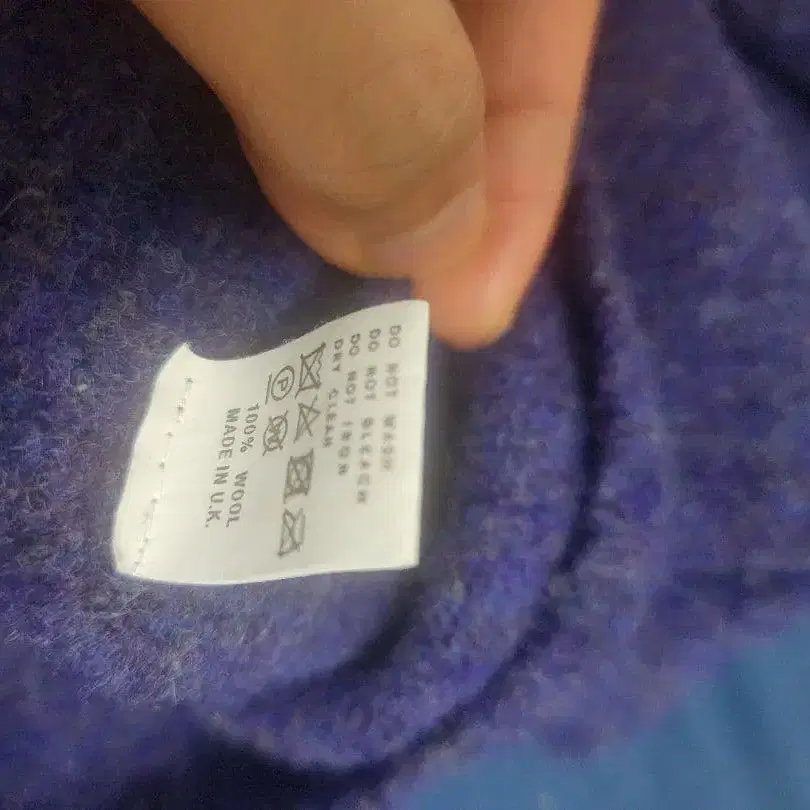 DO NOT WASH
DO NOT BLEACH
DO NOT IRON
DRY CLEAN
P
100% WOOL
MADE IN U.K.